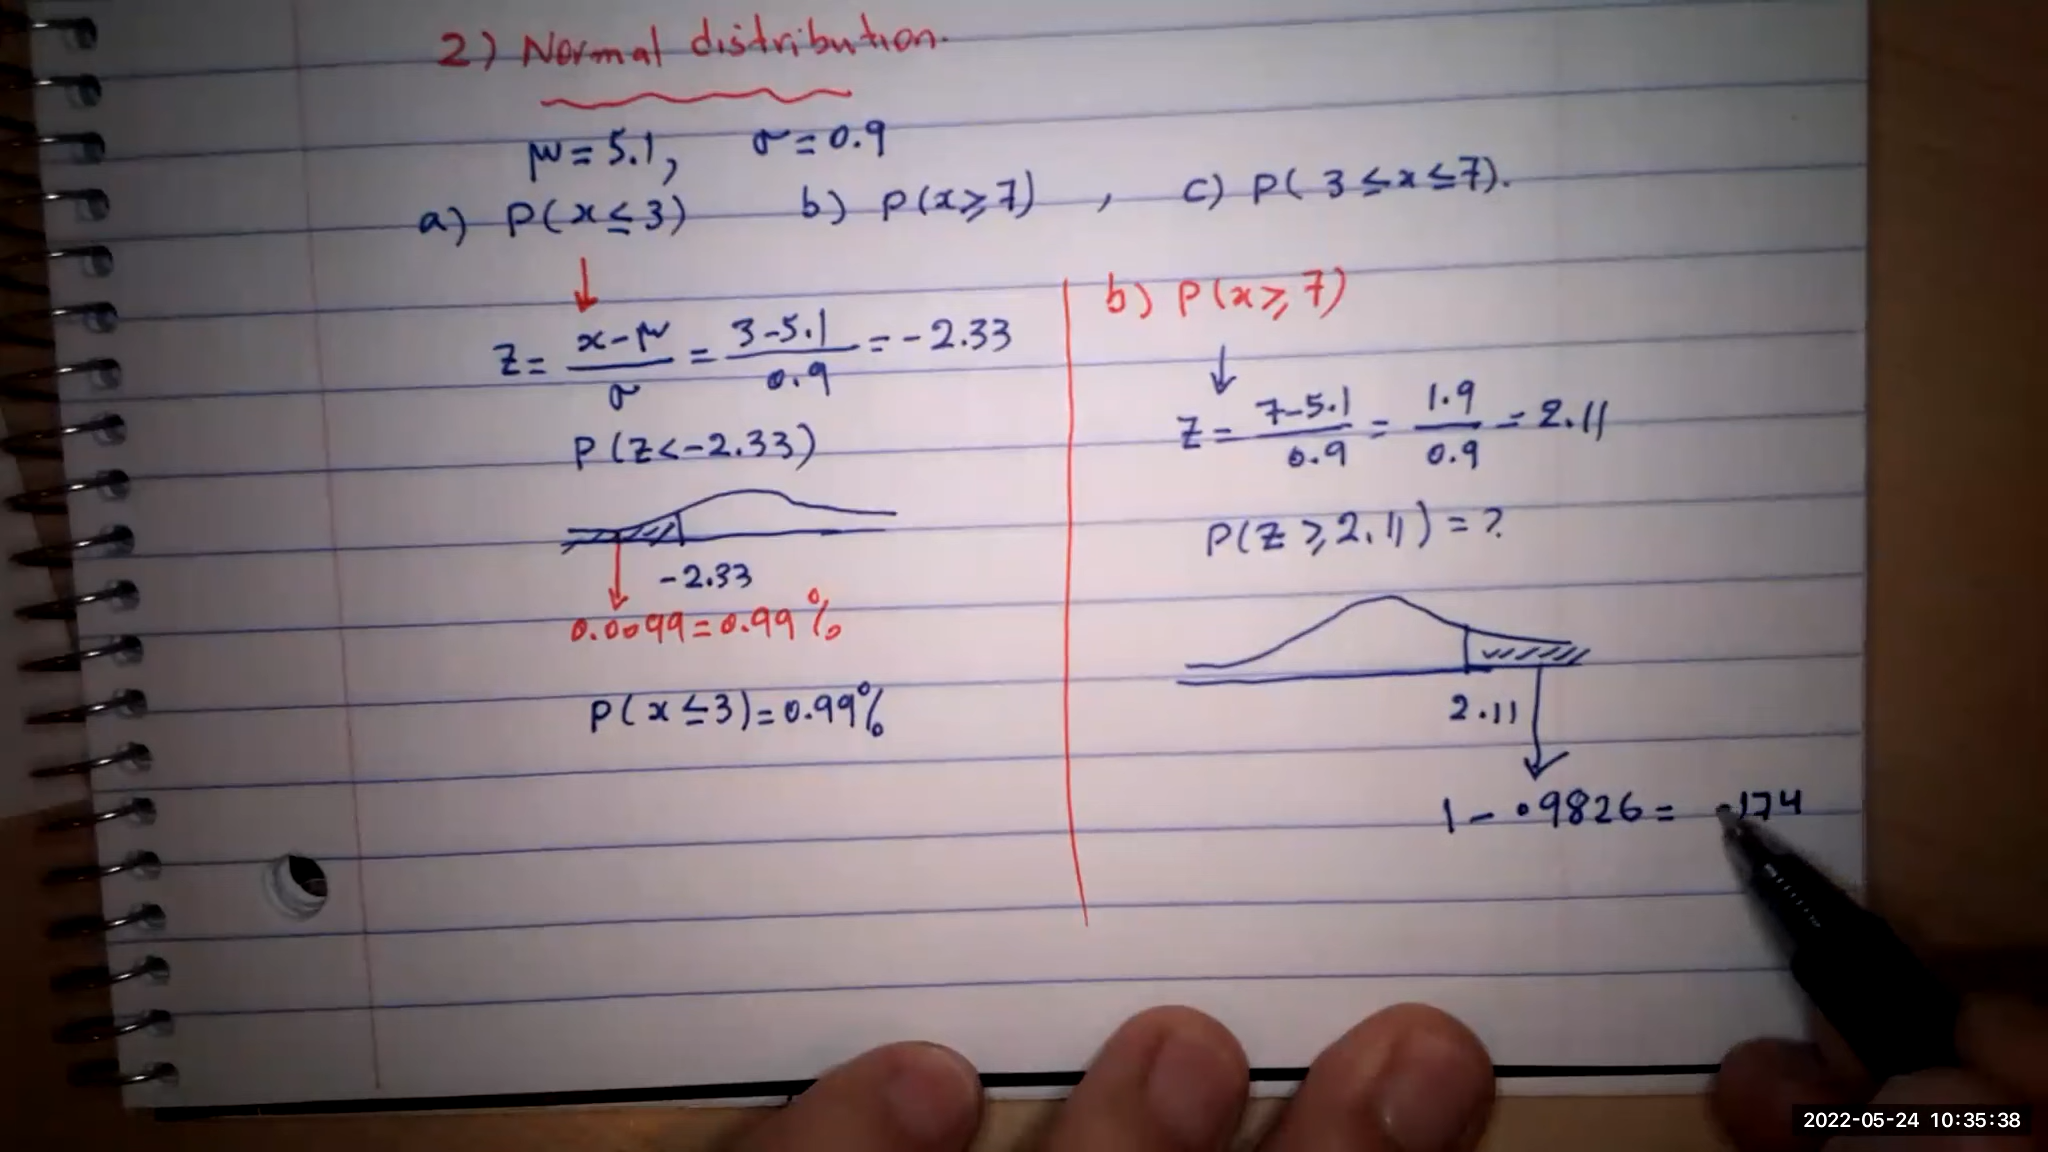 2) Normal distribution.
μ = 5.1, σ = 0.9
a) P(x ≤ 3) b) P(x ≥ 7) , c) P( 3 ≤ x ≤ 7).
z = (x - μ)/σ = (3 - 5.1)/0.9 = - 2.33
P(z < - 2.33)
- 2.33
0.0099 = 0.99%
P(x ≤ 3) = 0.99%
b) P(x ≥ 7)
z = (7 - 5.1)/0.9 = 1.9/0.9 = 2.11
P(z ≥ 2.11) = ?
2.11
1 - .9826 = .174
2022-05-24 10:35:38